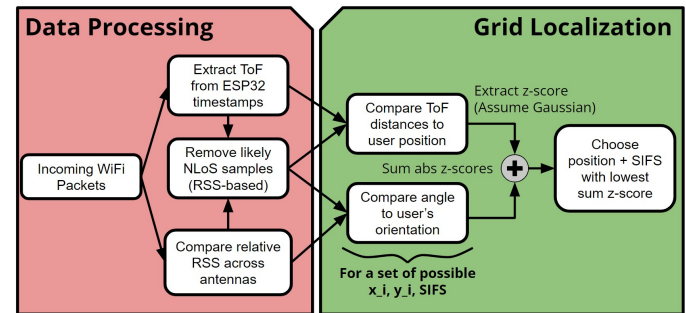 Data Processing
Grid Localization
Incoming WiFi
Packets
Extract ToF
from ESP32
timestamps
Remove likely
NLoS samples
(RSS-based)
Compare relative
RSS across
antennas
Compare ToF
distances to
user position
Compare angle
to user's
orientation
For a set of possible
x_i, y_i, SIFS
Extract z-score
(Assume Gaussian)
Sum abs z-scores
Choose
position + SIFS
with lowest
sum z-score